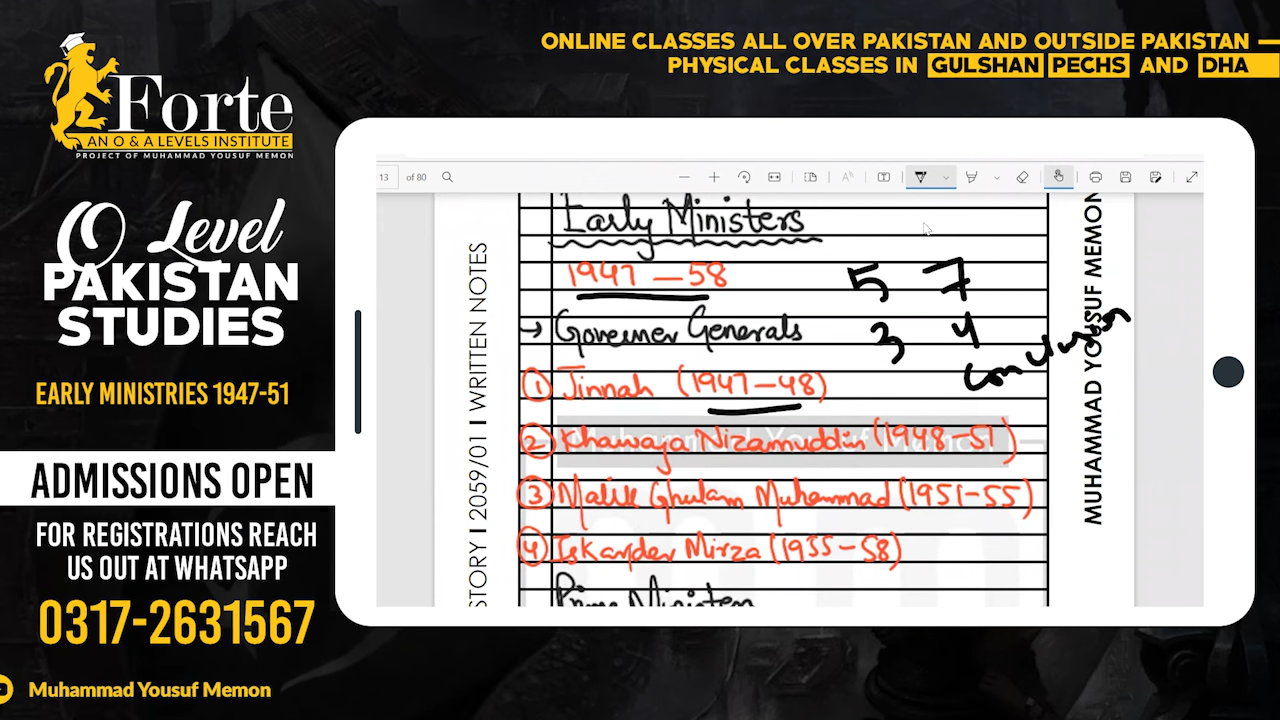 ONLINE CLASSES ALL OVER PAKISTAN AND OUTSIDE PAKISTAN
PHYSICAL CLASSES IN GULSHAN PECHS AND DHA
Forte
AN O & A LEVELS INSTITUTE
PROJECT OF MUHAMMAD YOUSUF MEMON
O Level
PAKISTAN
STUDIES
EARLY MINISTRIES 1947-51
ADMISSIONS OPEN
FOR REGISTRATIONS REACH
US OUT AT WHATSAPP
0317-2631567
Muhammad Yousuf Memon
13 of 80
STORY I 2059/01 I WRITTEN NOTES
Early Ministers
1947 – 58
5 7
→ Governer Generals
3 4
① Jinnah (1947 – 48)
② Khawaja Nizamuddin (1948 – 51)
③ Malik Ghulam Muhammad (1951 – 55)
④ Iskander Mirza (1955 – 58)
Prime Ministers
MUHAMMAD YOUSUF MEMON